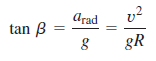 tan β = a_rad / g = v² / gR